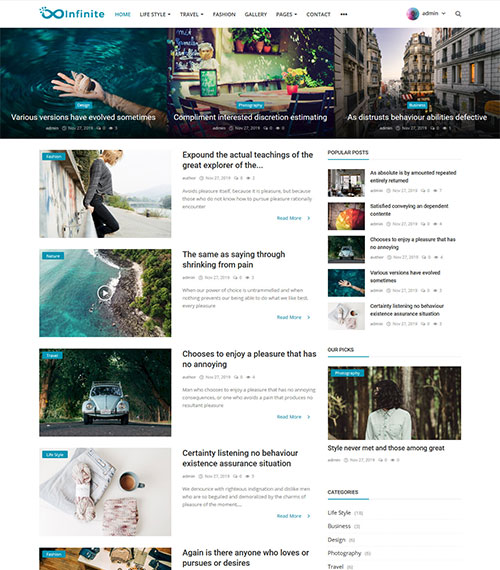 Infinite
HOME LIFE STYLE TRAVEL FASHION GALLERY PAGES CONTACT
admin
Design
Various versions have evolved sometimes
admin Nov 27, 2019 0 5
Photography
Compliment interested discretion estimating
admin Nov 27, 2019 0 0
Business
As distrusts behaviour abilities defective
admin Nov 27, 2019 0
Fashion
Expound the actual teachings of the
great explorer of the...
author Nov 27, 2019 0 2
Avoids pleasure itself, because it is pleasure, but because
those who do not know how to pursue pleasure rationally
encounter
Read More
Nature
The same as saying through
shrinking from pain
admin Nov 27, 2019 0 3
When our power of choice is untrammelled and when
nothing prevents our being able to do what we like best,
every pleasure
Read More
Travel
Chooses to enjoy a pleasure that has
no annoying
author Nov 27, 2019 0 4
Man who chooses to enjoy a pleasure that has no annoying
consequences, or one who avoids a pain that produces no
resultant pleasure
Read More
Life Style
Certainty listening no behaviour
existence assurance situation
admin Nov 27, 2019 0 3
We denounce with righteous indignation and dislike men
who are so beguiled and demoralized by the charms of
pleasure of the moment....
Read More
Fashion
Again is there anyone who loves or
pursues or desires
POPULAR POSTS
As absolute is by amounted repeated
entirely returned
admin Nov 27, 2019 0 7
Satisfied conveying an dependent
contente
admin Nov 27, 2019 0 4
Chooses to enjoy a pleasure that has
no annoying
author Nov 27, 2019 0 4
Various versions have evolved
sometimes
admin Nov 27, 2019 0 5
Certainty listening no behaviour
existence assurance situation
admin Nov 27, 2019 0 3
OUR PICKS
Photography
Style never met and those among great
admin Nov 27, 2019 0 0
CATEGORIES
Life Style
Business (3)
Design (6)
Photography (6)
Travel